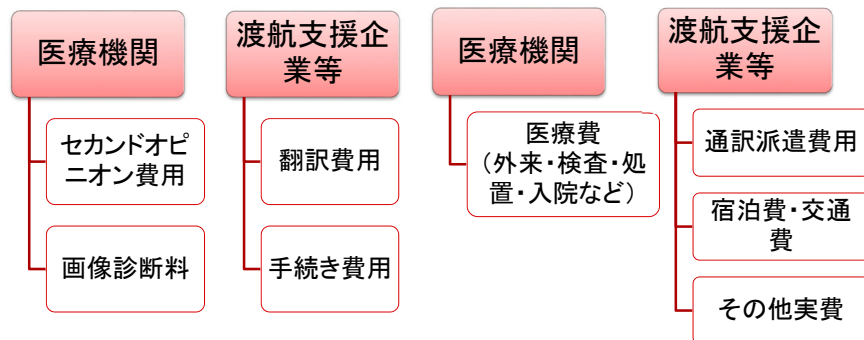 医療機関
セカンドオピ
ニオン費用
画像診断料
渡航支援企
業等
翻訳費用
手続き費用
医療機関
医療費
（外来・検査・処
置・入院など）
渡航支援企
業等
通訳派遣費用
宿泊費・交通
費
その他実費